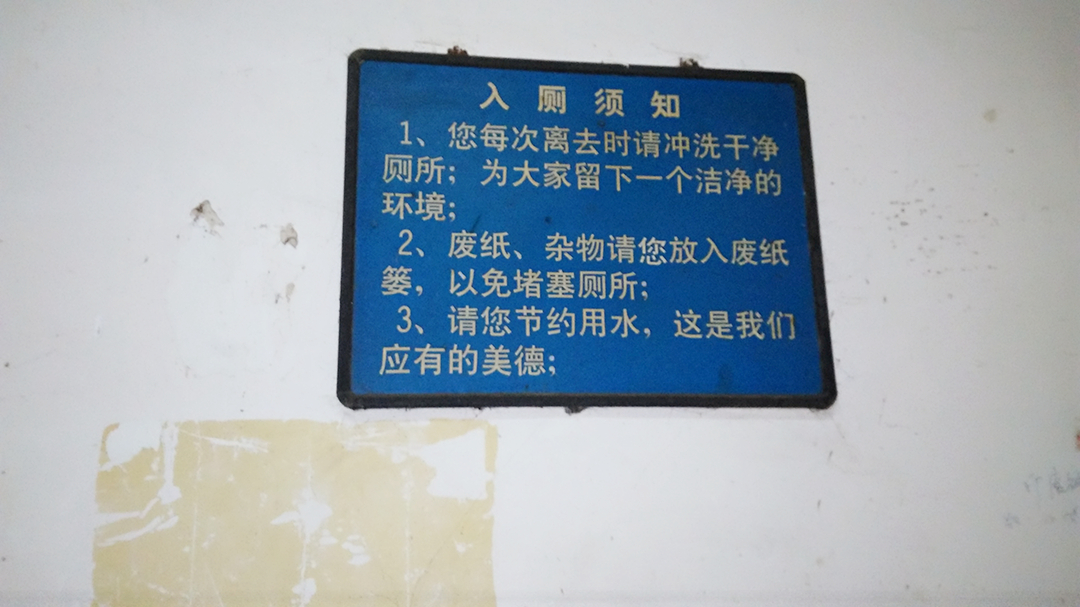 入厕须知
1、您每次离去时请冲洗干净
厕所；为大家留下一个洁净的
环境；
2、废纸、杂物请您放入废纸
篓，以免堵塞厕所；
3、请您节约用水，这是我们
应有的美德；